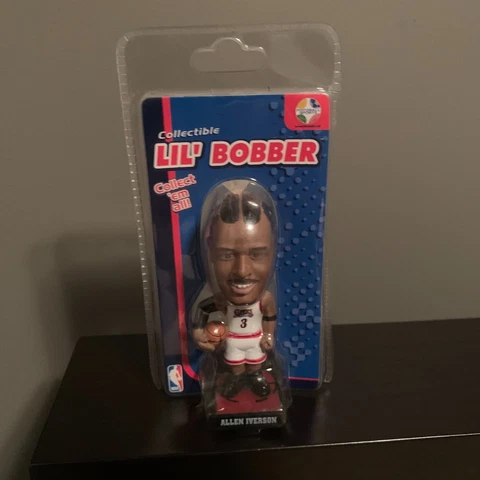 Collectible
LIL' BOBBER
Collect
'em
all!
3
ALLEN IVERSON